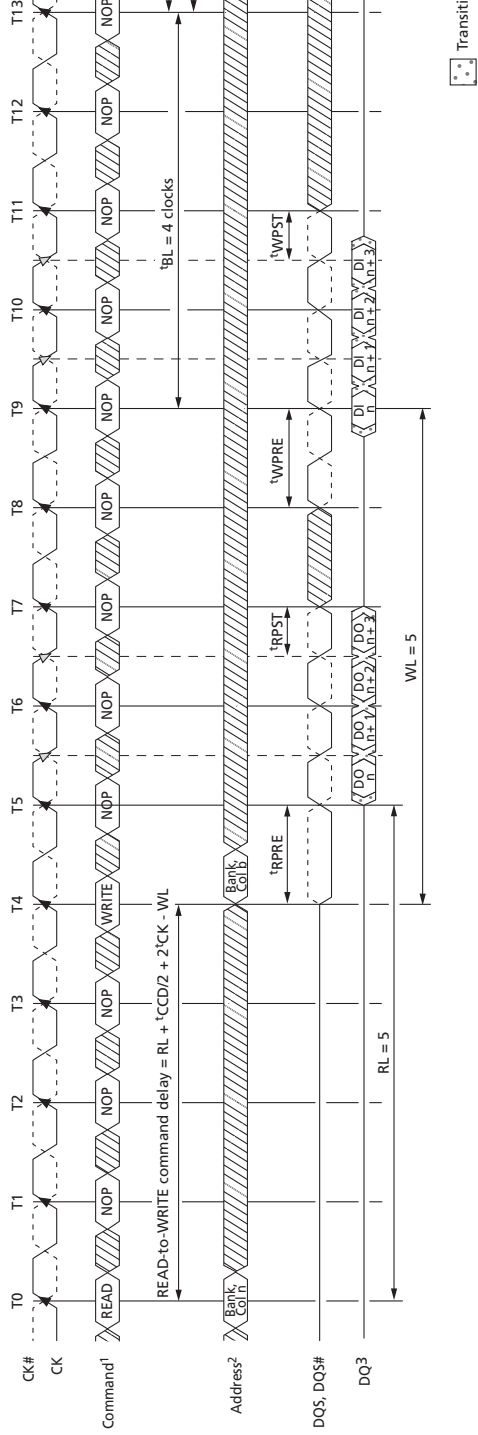 T0 T1 T2 T3 T4 T5 T6 T7 T8 T9 T10 T11 T12 T13
CK#
CK
Command1 READ NOP NOP NOP WRITE NOP NOP NOP NOP NOP NOP NOP NOP NOP
READ-to-WRITE command delay = RL + tCCD/2 + 2tCK - WL
tBL = 4 clocks
Address2 Bank, Col n Bank, Col b
tRPRE tRPST tWPRE tWPST
DQS, DQS#
DQ3 DO n DO n + 1 DO n + 2 DO n + 3 DI n DI n + 1 DI n + 2 DI n + 3
WL = 5
RL = 5